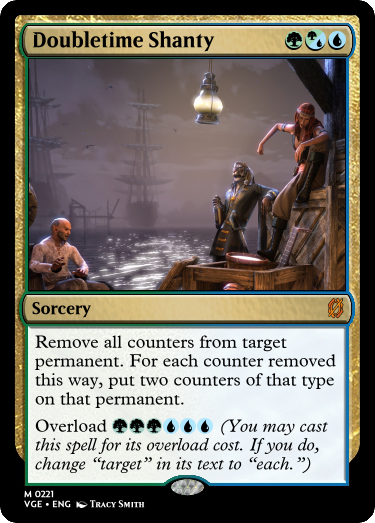 Doubletime Shanty
Sorcery
Remove all counters from target
permanent. For each counter removed
this way, put two counters of that type
on that permanent.
Overload (You may cast
this spell for its overload cost. If you do,
change “target” in its text to “each.”)
M 0221
VGE • ENG Tracy Smith